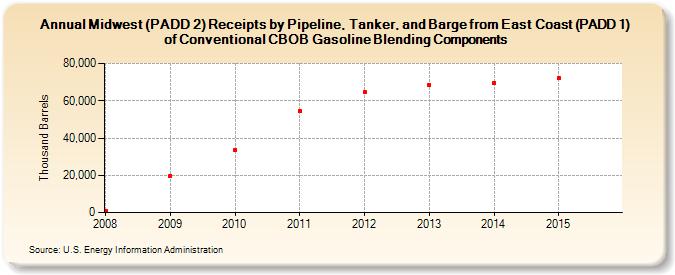 Annual Midwest (PADD 2) Receipts by Pipeline, Tanker, and Barge from East Coast (PADD 1)
of Conventional CBOB Gasoline Blending Components
Thousand Barrels
80,000
60,000
40,000
20,000
0
2008 2009 2010 2011 2012 2013 2014 2015
Source: U.S. Energy Information Administration